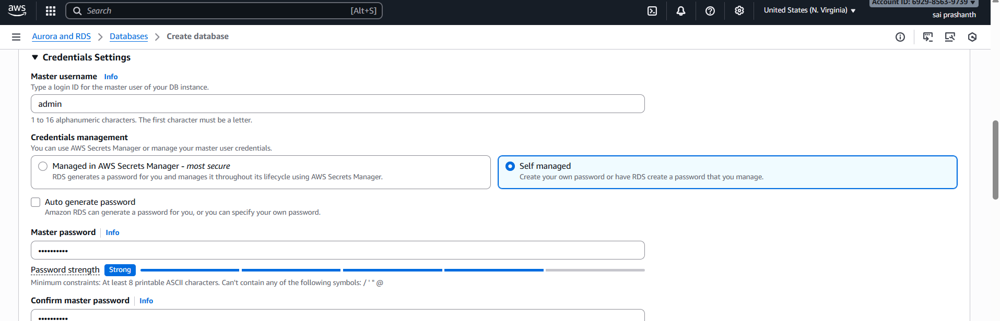 aws
Search [Alt+S]
United States (N. Virginia)
Account ID: 6929-8563-9739
sai prashanth
Aurora and RDS > Databases > Create database
Credentials Settings
Master username Info
Type a login ID for the master user of your DB instance.
admin
1 to 16 alphanumeric characters. The first character must be a letter.
Credentials management
You can use AWS Secrets Manager or manage your master user credentials.
Managed in AWS Secrets Manager - most secure
RDS generates a password for you and manages it throughout its lifecycle using AWS Secrets Manager.
Self managed
Create your own password or have RDS create a password that you manage.
Auto generate password
Amazon RDS can generate a password for you, or you can specify your own password.
Master password Info
••••••••••
Password strength Strong
Minimum constraints: At least 8 printable ASCII characters. Can't contain any of the following symbols: / ' " @
Confirm master password Info
••••••••••